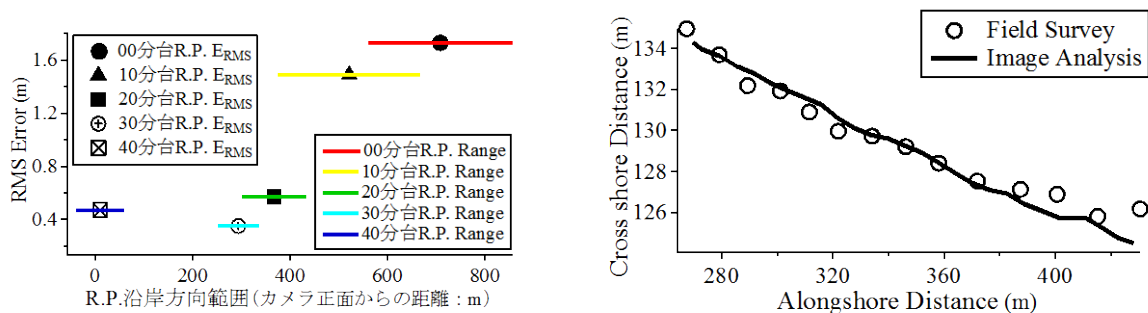 RMS Error (m)
1.6
1.2
0.8
0.4
00分台R.P. ERMS
10分台R.P. ERMS
20分台R.P. ERMS
30分台R.P. ERMS
40分台R.P. ERMS
00分台R.P. Range
10分台R.P. Range
20分台R.P. Range
30分台R.P. Range
40分台R.P. Range
0 200 400 600 800
R.P.沿岸方向範囲(カメラ正面からの距離：m)
Cross shore Distance (m)
134
132
130
128
126
Field Survey
Image Analysis
280 320 360 400
Alongshore Distance (m)